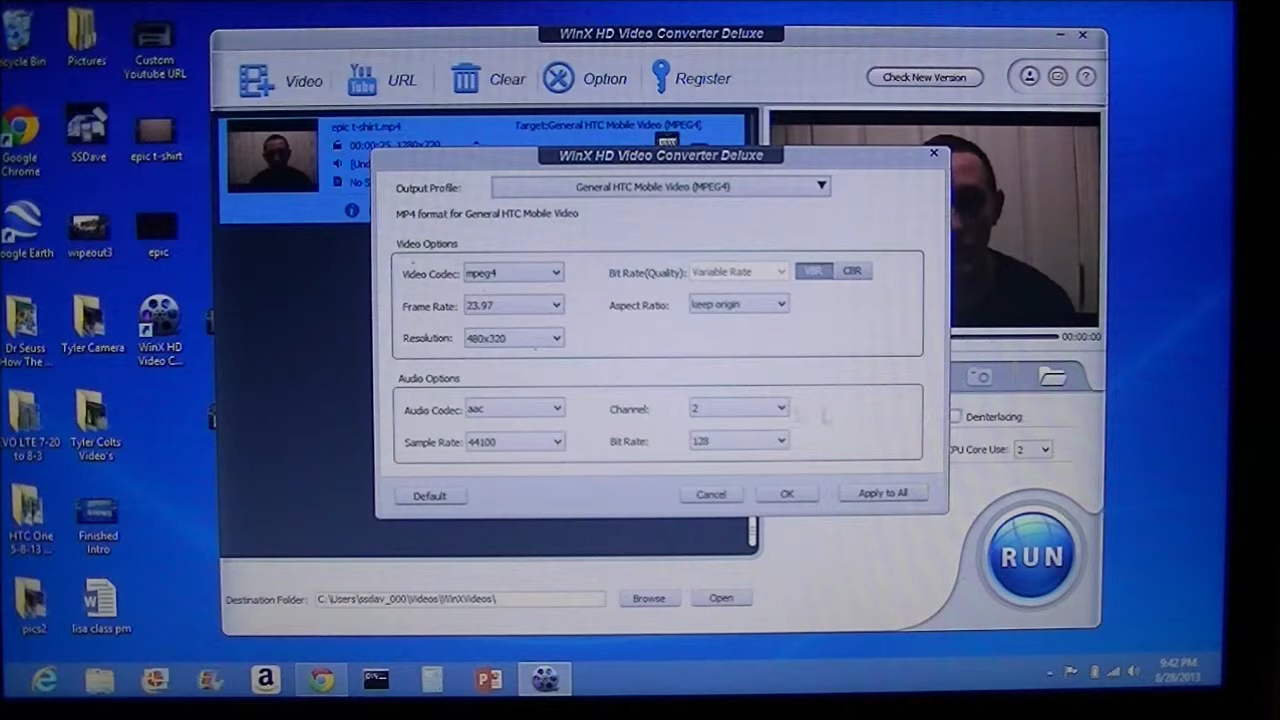 WinX HD Video Converter Deluxe
Video
You Tube
URL
Clear
Option
Register
Check New Version
?
epic t-shirt.mp4
Target:General HTC Mobile Video (MPEG4)
00:00:25, 1280x720
WinX HD Video Converter Deluxe
Output Profile:
General HTC Mobile Video (MPEG4)
MP4 format for General HTC Mobile Video
Video Options
Video Codec:
mpeg4
Bit Rate(Quality):
Variable Rate
VBR
CBR
Frame Rate:
23.97
Aspect Ratio:
keep origin
Resolution:
480x320
Audio Options
Audio Codec:
aac
Channel:
2
Sample Rate:
44100
Bit Rate:
128
Default
Cancel
OK
Apply to All
00:00:00
Deinterlacing
CPU Core Use:
2
RUN
Destination Folder:
C:\Users\ssdav_000\Videos\WinXVideos\
Browse
Open
ecycle Bin
Pictures
Custom
Youtube URL
Google
Chrome
SSDave
epic t-shirt
oogle Earth
wipeout3
epic
Dr Seuss
How The ...
Tyler Camera
WinX HD
Video C...
EVO LTE 7-20
to 8-3
Tyler Colts
Video's
HTC One
5-8-13 ...
Finished
Intro
pics2
lisa class pm
9:42 PM
8/28/2013